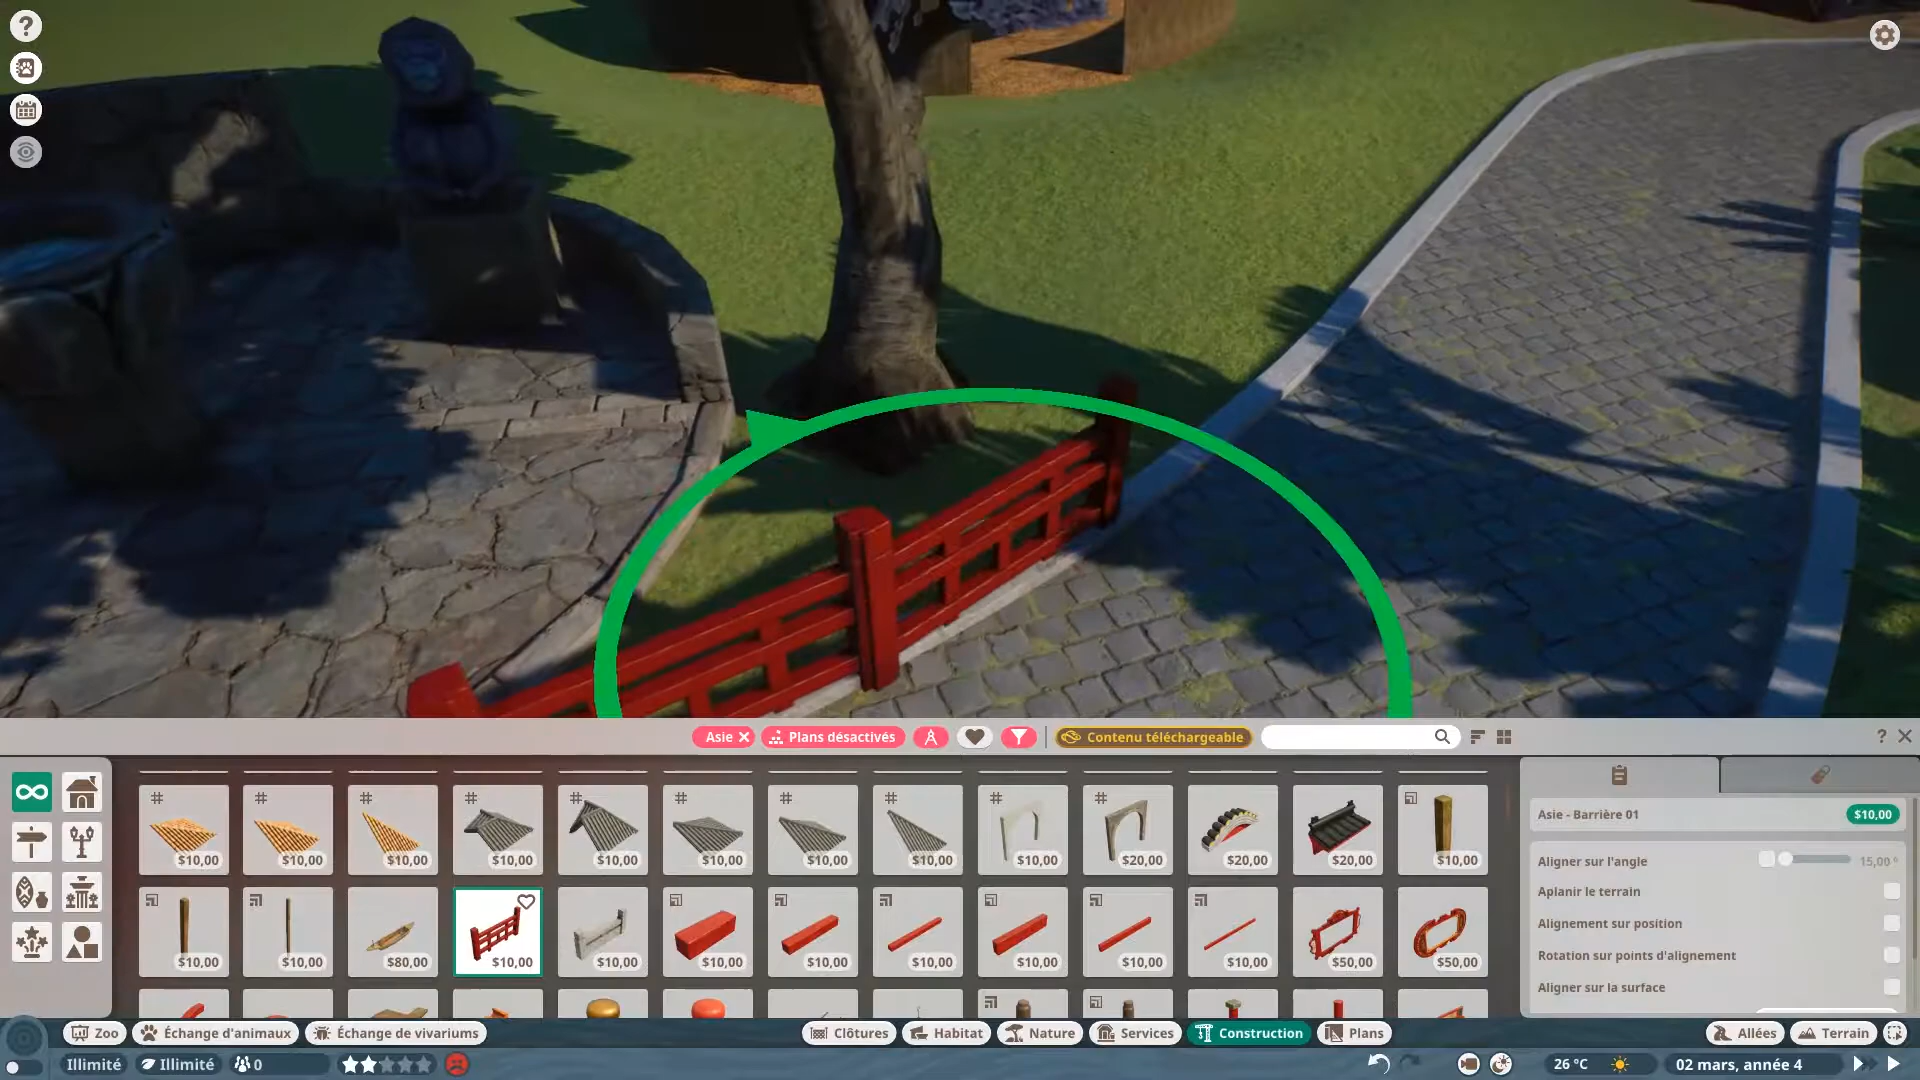 Asie
Plans désactivés
Contenu téléchargeable
$10,00 $10,00 $10,00 $10,00 $10,00 $10,00 $10,00 $10,00 $10,00 $20,00 $20,00 $20,00 $10,00
$10,00 $10,00 $80,00 $10,00 $10,00 $10,00 $10,00 $10,00 $10,00 $10,00 $10,00 $50,00 $50,00
Asie - Barrière 01 $10,00
Aligner sur l'angle 15,00 °
Aplanir le terrain
Alignement sur position
Rotation sur points d'alignement
Aligner sur la surface
Zoo Échange d'animaux Échange de vivariums Clôtures Habitat Nature Services Construction Plans Allées Terrain
Illimité Illimité 0 26 °C 02 mars, année 4